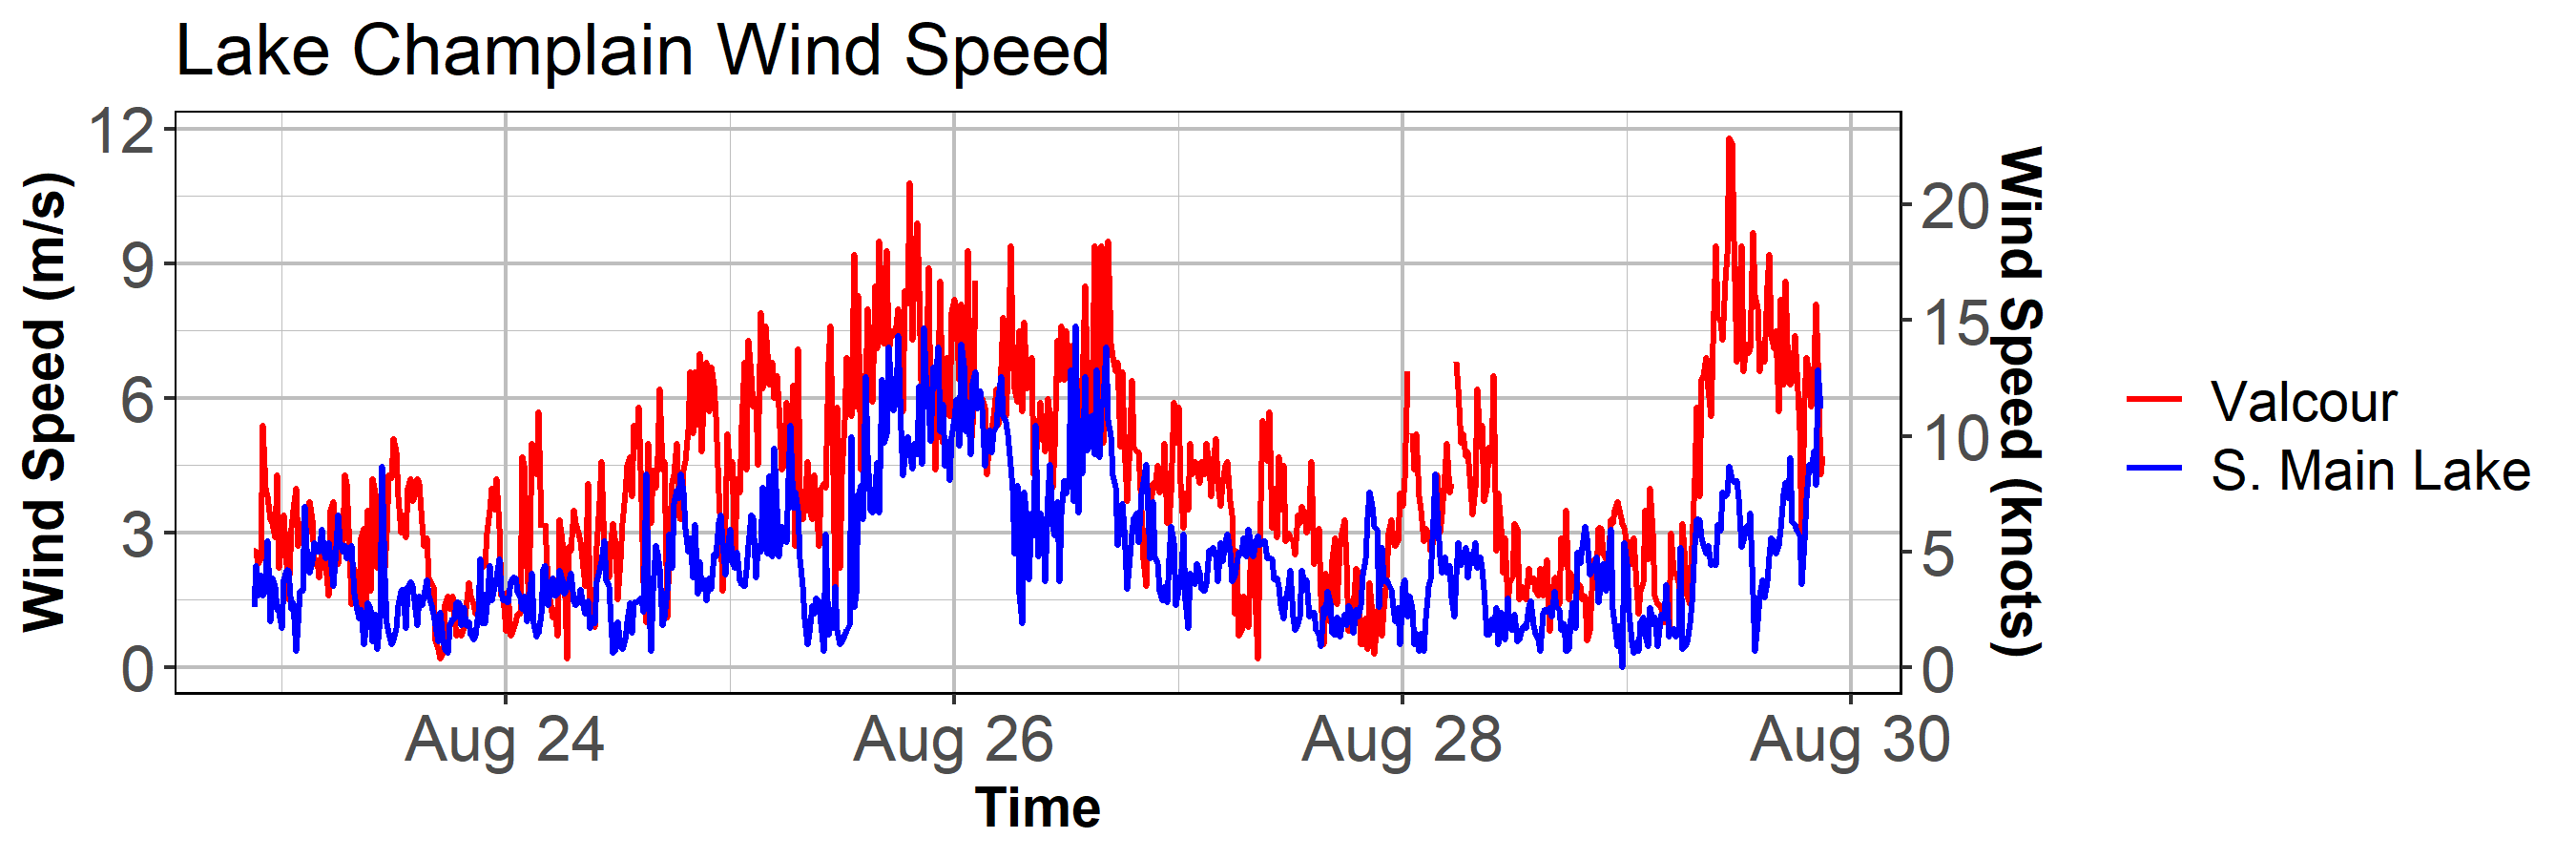 Lake Champlain Wind Speed
Wind Speed (m/s)
12
9
6
3
0
20
15
10
5
0
Wind Speed (knots)
Aug 24
Aug 26
Aug 28
Aug 30
Time
Valcour
S. Main Lake